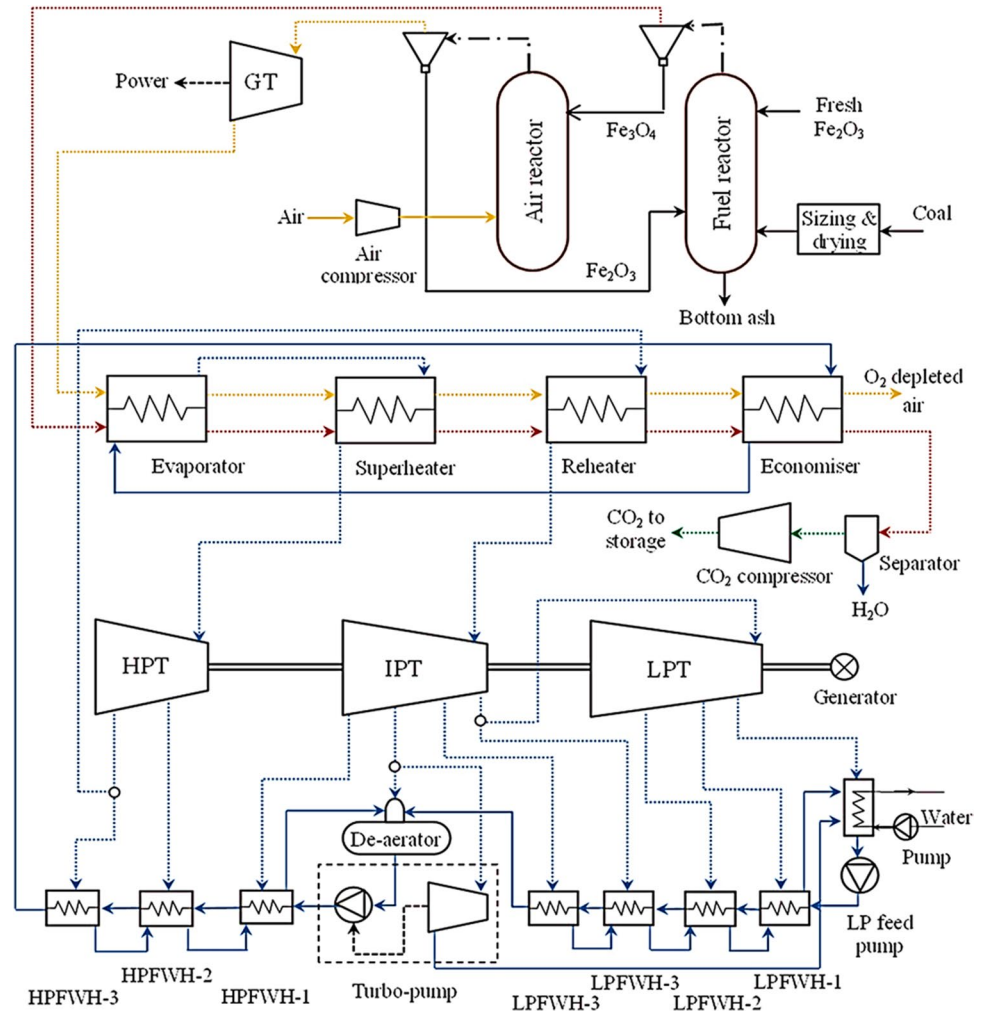 Power
GT
Air reactor
Fe₃O₄
Fuel reactor
Fresh
Fe₂O₃
Air
Air
compressor
Fe₂O₃
Sizing &
drying
Coal
Bottom ash
O₂ depleted
air
Evaporator
Superheater
Reheater
Economiser
CO₂ to
storage
CO₂ compressor
Separator
H₂O
HPT
IPT
LPT
Generator
De-aerator
Water
Pump
LP feed
pump
HPFWH-3
HPFWH-2
HPFWH-1
Turbo-pump
LPFWH-3
LPFWH-3
LPFWH-2
LPFWH-1